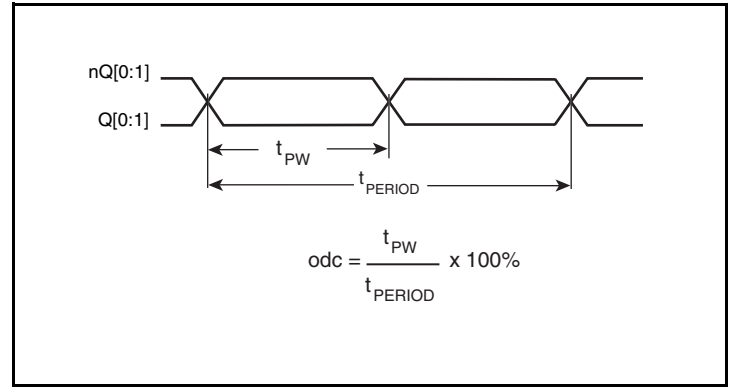 nQ[0:1]
Q[0:1]
tPW
tPERIOD
odc = tPW / tPERIOD x 100%